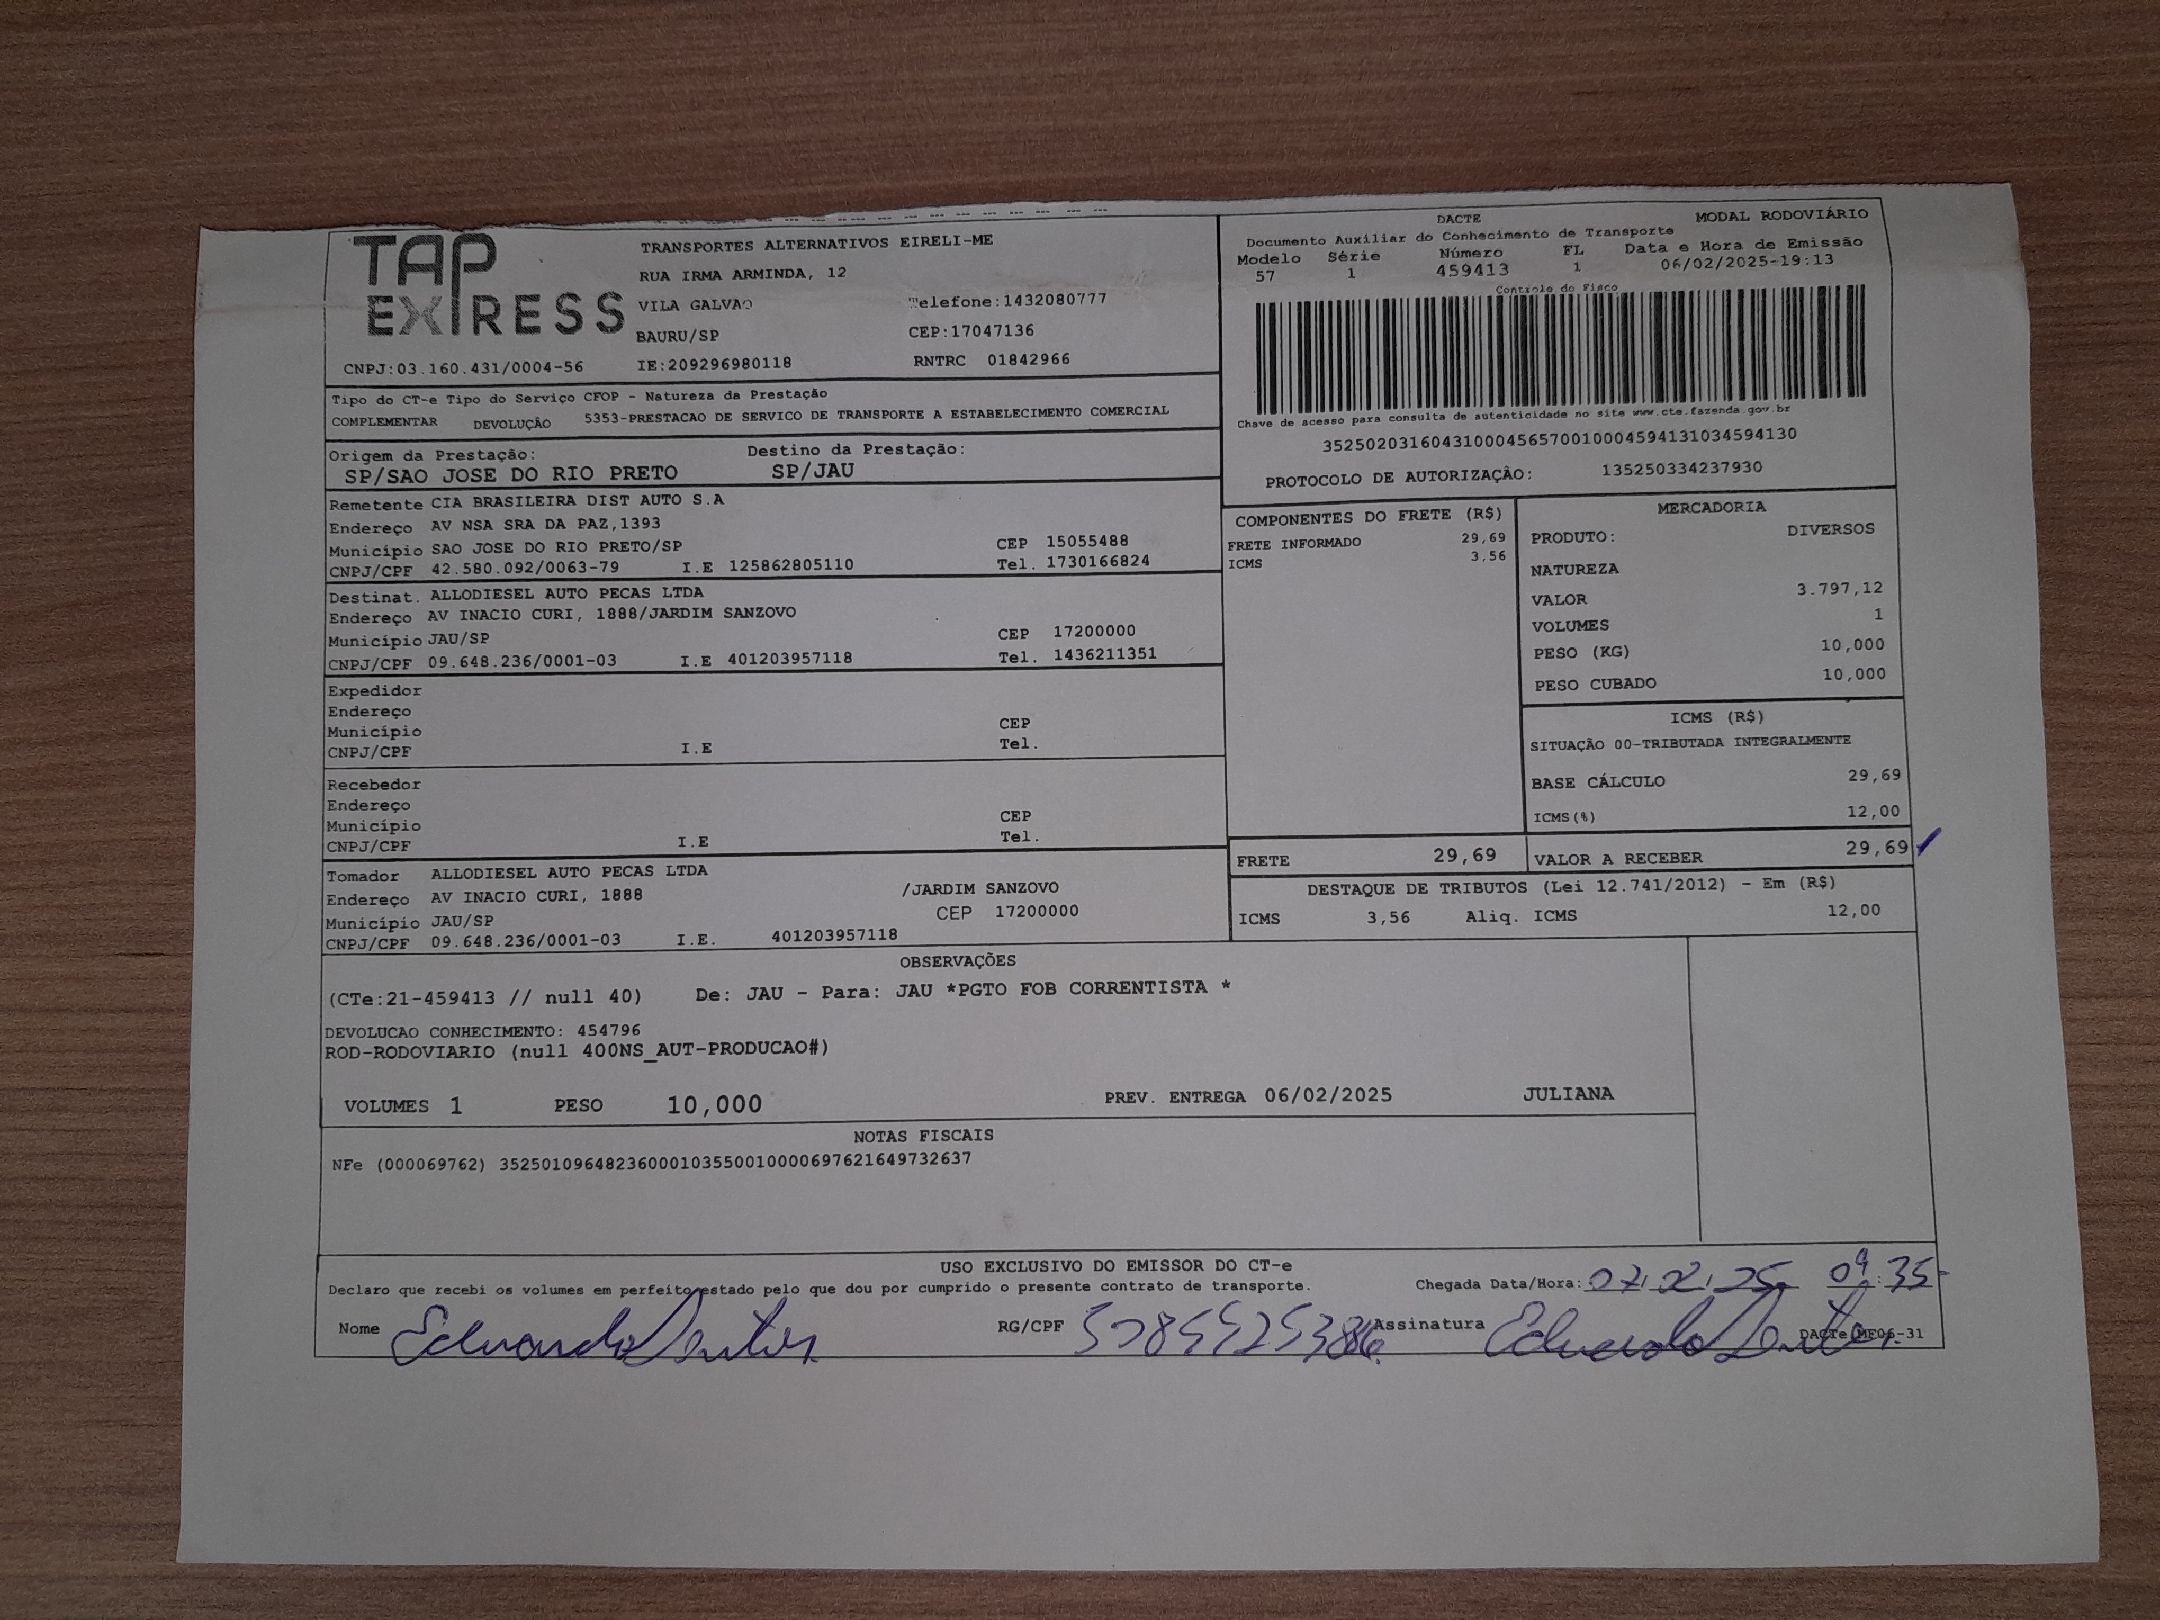 TAP EXPRESS
TRANSPORTES ALTERNATIVOS EIRELI-ME
RUA IRMA ARMINDA, 12
VILA GALVAO Telefone:1432080777
BAURU/SP CEP:17047136
CNPJ:03.160.431/0004-56 IE:209296980118 RNTRC 01842966
DACTE MODAL RODOVIÁRIO
Documento Auxiliar do Conhecimento de Transporte
Modelo Série Número FL Data e Hora de Emissão
57 1 459413 1 06/02/2025-19:13
Controle do Fisco
Chave de acesso para consulta de autenticidade no site www.cte.fazenda.gov.br
35250203160431000456570010004594131034594130
PROTOCOLO DE AUTORIZAÇÃO: 135250334237930
Tipo do CT-e Tipo do Serviço CFOP - Natureza da Prestação
COMPLEMENTAR DEVOLUÇÃO 5353-PRESTACAO DE SERVICO DE TRANSPORTE A ESTABELECIMENTO COMERCIAL
Origem da Prestação: Destino da Prestação:
SP/SAO JOSE DO RIO PRETO SP/JAU
Remetente CIA BRASILEIRA DIST AUTO S.A
Endereço AV NSA SRA DA PAZ,1393
Município SAO JOSE DO RIO PRETO/SP CEP 15055488
CNPJ/CPF 42.580.092/0063-79 I.E 125862805110 Tel. 1730166824
Destinat. ALLODIESEL AUTO PECAS LTDA
Endereço AV INACIO CURI, 1888/JARDIM SANZOVO
Município JAU/SP CEP 17200000
CNPJ/CPF 09.648.236/0001-03 I.E 401203957118 Tel. 1436211351
Expedidor
Endereço
Município CEP
CNPJ/CPF I.E Tel.
Recebedor
Endereço
Município CEP
CNPJ/CPF I.E Tel.
Tomador ALLODIESEL AUTO PECAS LTDA
Endereço AV INACIO CURI, 1888 /JARDIM SANZOVO
Município JAU/SP CEP 17200000
CNPJ/CPF 09.648.236/0001-03 I.E. 401203957118
COMPONENTES DO FRETE (R$)
FRETE INFORMADO 29,69
ICMS 3,56
MERCADORIA
PRODUTO: DIVERSOS
NATUREZA
VALOR 3.797,12
VOLUMES 1
PESO (KG) 10,000
PESO CUBADO 10,000
ICMS (R$)
SITUAÇÃO 00-TRIBUTADA INTEGRALMENTE
BASE CÁLCULO 29,69
ICMS(%) 12,00
FRETE 29,69 VALOR A RECEBER 29,69
DESTAQUE DE TRIBUTOS (Lei 12.741/2012) - Em (R$)
ICMS 3,56 Aliq. ICMS 12,00
OBSERVAÇÕES
(CTe:21-459413 // null 40) De: JAU - Para: JAU *PGTO FOB CORRENTISTA *
DEVOLUCAO CONHECIMENTO: 454796
ROD-RODOVIARIO (null 400NS_AUT-PRODUCAO#)
VOLUMES 1 PESO 10,000 PREV. ENTREGA 06/02/2025 JULIANA
NOTAS FISCAIS
NFe (000069762) 35250109648236000103550010000697621649732637
USO EXCLUSIVO DO EMISSOR DO CT-e
Declaro que recebi os volumes em perfeito estado pelo que dou por cumprido o presente contrato de transporte. Chegada Data/Hora: 07 2 25 09:35
Nome Eduardo Santos RG/CPF Assinatura Eduardo Santos
DACTe MF06-31